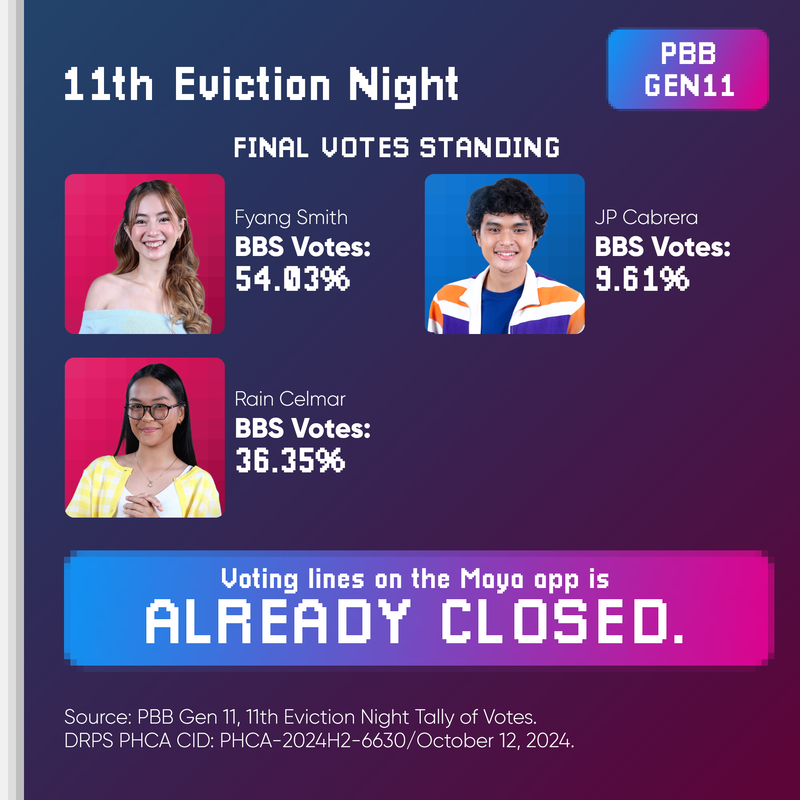 PBB
GEN11
11th Eviction Night
FINAL VOTES STANDING
Fyang Smith
BBS Votes:
54.03%
JP Cabrera
BBS Votes:
9.61%
Rain Celmar
BBS Votes:
36.35%
Voting lines on the Maya app is
ALREADY CLOSED.
Source: PBB Gen 11, 11th Eviction Night Tally of Votes.
DRPS PHCA CID: PHCA-2024H2-6630/October 12, 2024.